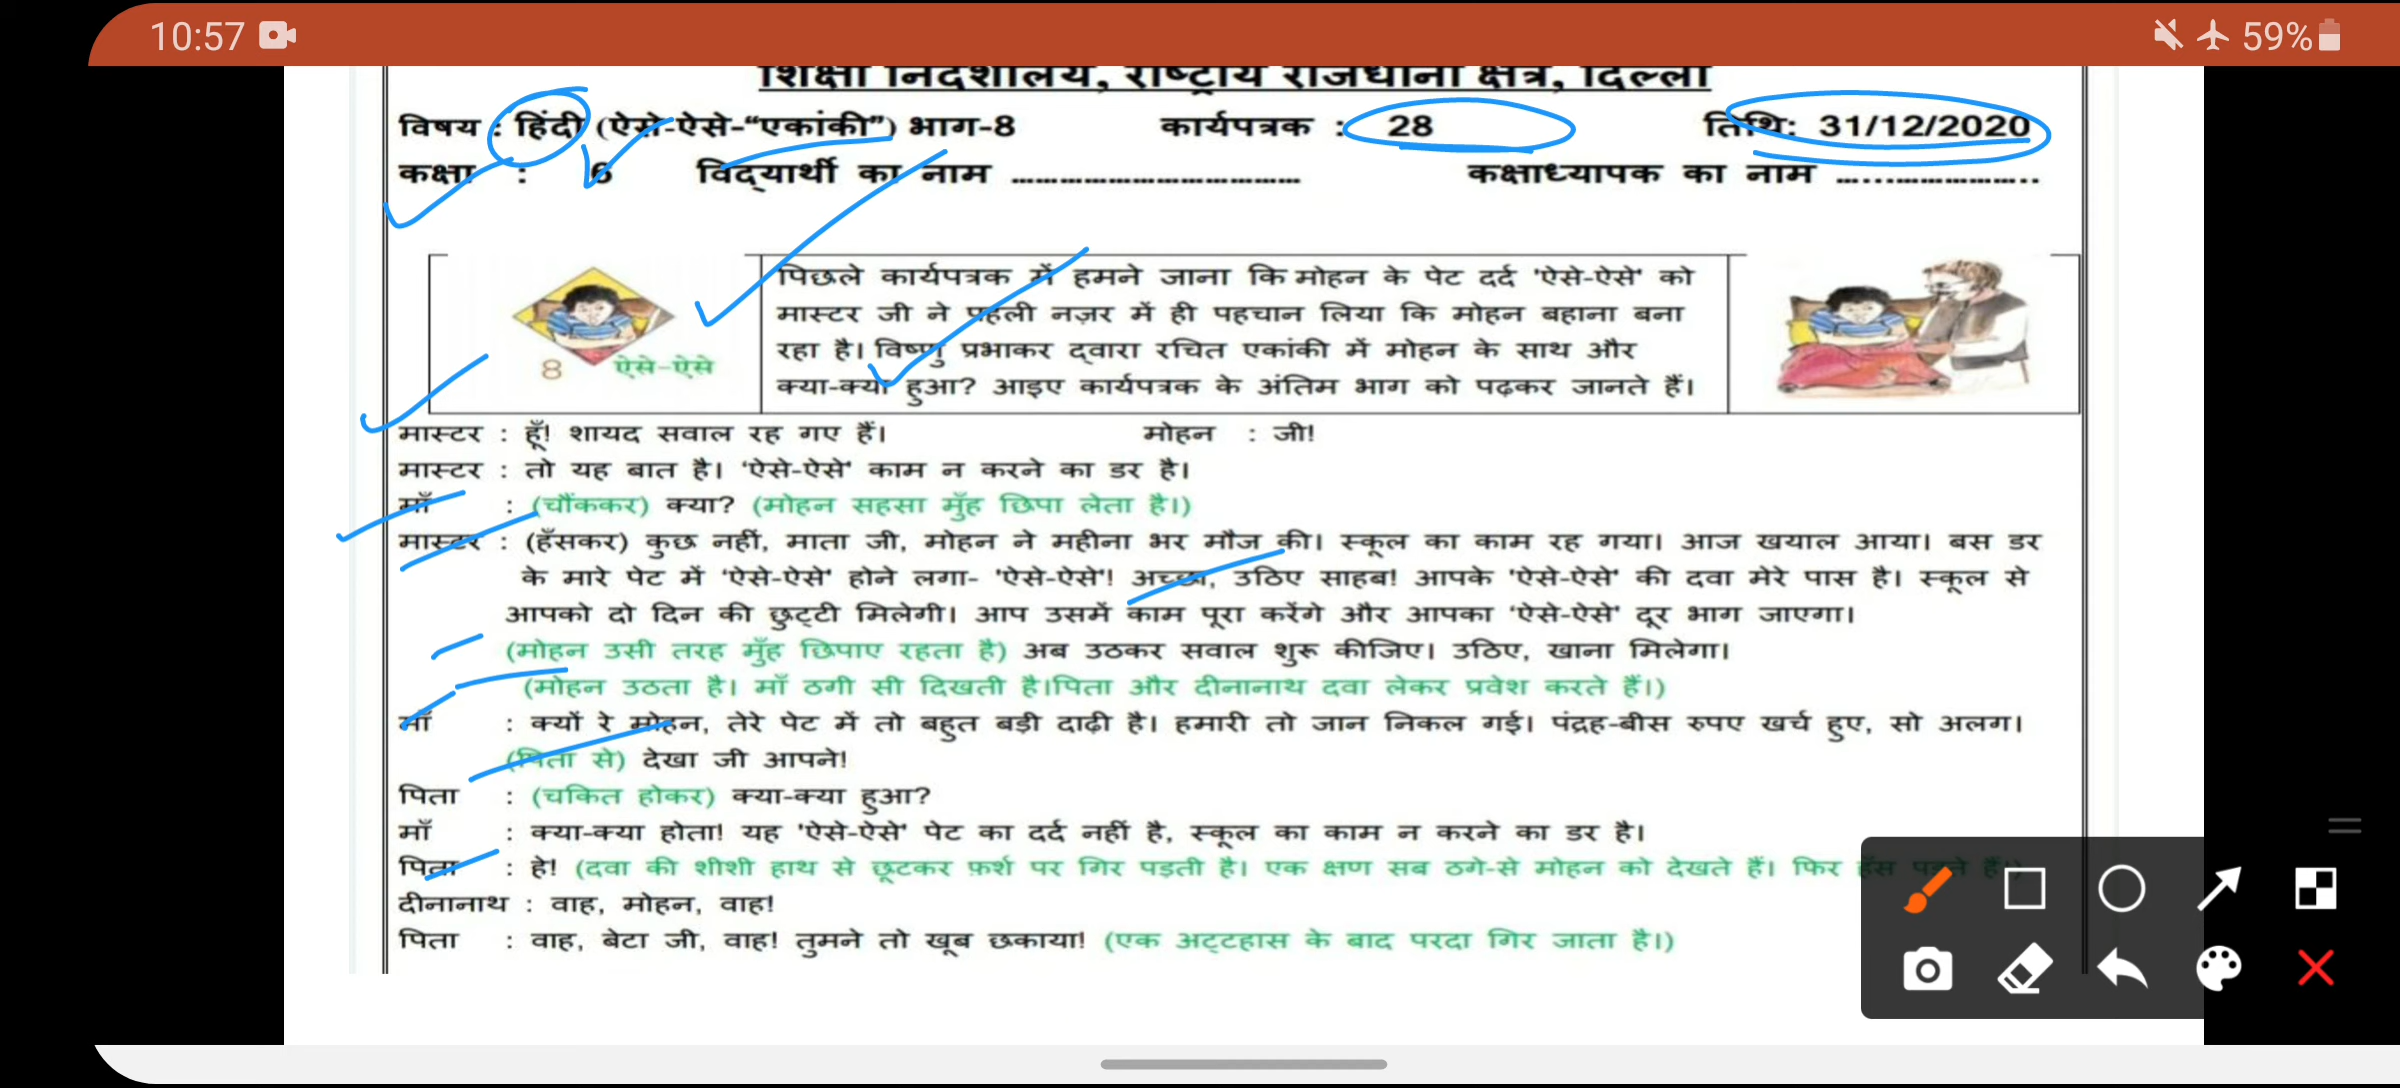 10:57
59%
शिक्षा निदेशालय, राष्ट्रीय राजधानी क्षेत्र, दिल्ली
विषय : हिंदी (ऐसे-ऐसे-“एकांकी”) भाग-8 कार्यपत्रक : 28 तिथि: 31/12/2020
कक्षा : 6 विद्यार्थी का नाम ................................. कक्षाध्यापक का नाम ........................
पिछले कार्यपत्रक में हमने जाना कि मोहन के पेट दर्द 'ऐसे-ऐसे' को
मास्टर जी ने पहली नज़र में ही पहचान लिया कि मोहन बहाना बना
रहा है। विष्णु प्रभाकर द्वारा रचित एकांकी में मोहन के साथ और
क्या-क्या हुआ? आइए कार्यपत्रक के अंतिम भाग को पढ़कर जानते हैं।
8 ऐसे-ऐसे
मास्टर : हूँ! शायद सवाल रह गए हैं। मोहन : जी!
मास्टर : तो यह बात है। 'ऐसे-ऐसे' काम न करने का डर है।
माँ : (चौंककर) क्या? (मोहन सहसा मुँह छिपा लेता है।)
मास्टर : (हँसकर) कुछ नहीं, माता जी, मोहन ने महीना भर मौज की। स्कूल का काम रह गया। आज खयाल आया। बस डर
के मारे पेट में 'ऐसे-ऐसे' होने लगा- 'ऐसे-ऐसे'! अच्छा, उठिए साहब! आपके 'ऐसे-ऐसे' की दवा मेरे पास है। स्कूल से
आपको दो दिन की छुट्टी मिलेगी। आप उसमें काम पूरा करेंगे और आपका 'ऐसे-ऐसे' दूर भाग जाएगा।
(मोहन उसी तरह मुँह छिपाए रहता है) अब उठकर सवाल शुरू कीजिए। उठिए, खाना मिलेगा।
(मोहन उठता है। माँ ठगी सी दिखती है।पिता और दीनानाथ दवा लेकर प्रवेश करते हैं।)
माँ : क्यों रे मोहन, तेरे पेट में तो बहुत बड़ी दाढ़ी है। हमारी तो जान निकल गई। पंद्रह-बीस रुपए खर्च हुए, सो अलग।
(पिता से) देखा जी आपने!
पिता : (चकित होकर) क्या-क्या हुआ?
माँ : क्या-क्या होता! यह 'ऐसे-ऐसे' पेट का दर्द नहीं है, स्कूल का काम न करने का डर है।
पिता : हे! (दवा की शीशी हाथ से छूटकर फ़र्श पर गिर पड़ती है। एक क्षण सब ठगे-से मोहन को देखते हैं। फिर हँस पड़ते हैं।)
दीनानाथ : वाह, मोहन, वाह!
पिता : वाह, बेटा जी, वाह! तुमने तो खूब छकाया! (एक अट्टहास के बाद परदा गिर जाता है।)